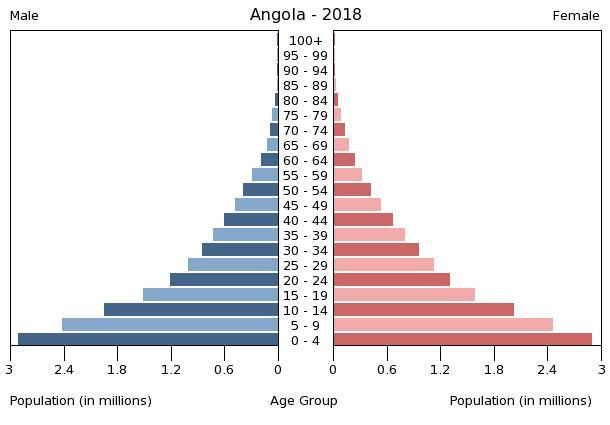 Male Angola - 2018 Female
100+
95 - 99
90 - 94
85 - 89
80 - 84
75 - 79
70 - 74
65 - 69
60 - 64
55 - 59
50 - 54
45 - 49
40 - 44
35 - 39
30 - 34
25 - 29
20 - 24
15 - 19
10 - 14
5 - 9
0 - 4
3 2.4 1.8 1.2 0.6 0 0 0.6 1.2 1.8 2.4 3
Population (in millions) Age Group Population (in millions)